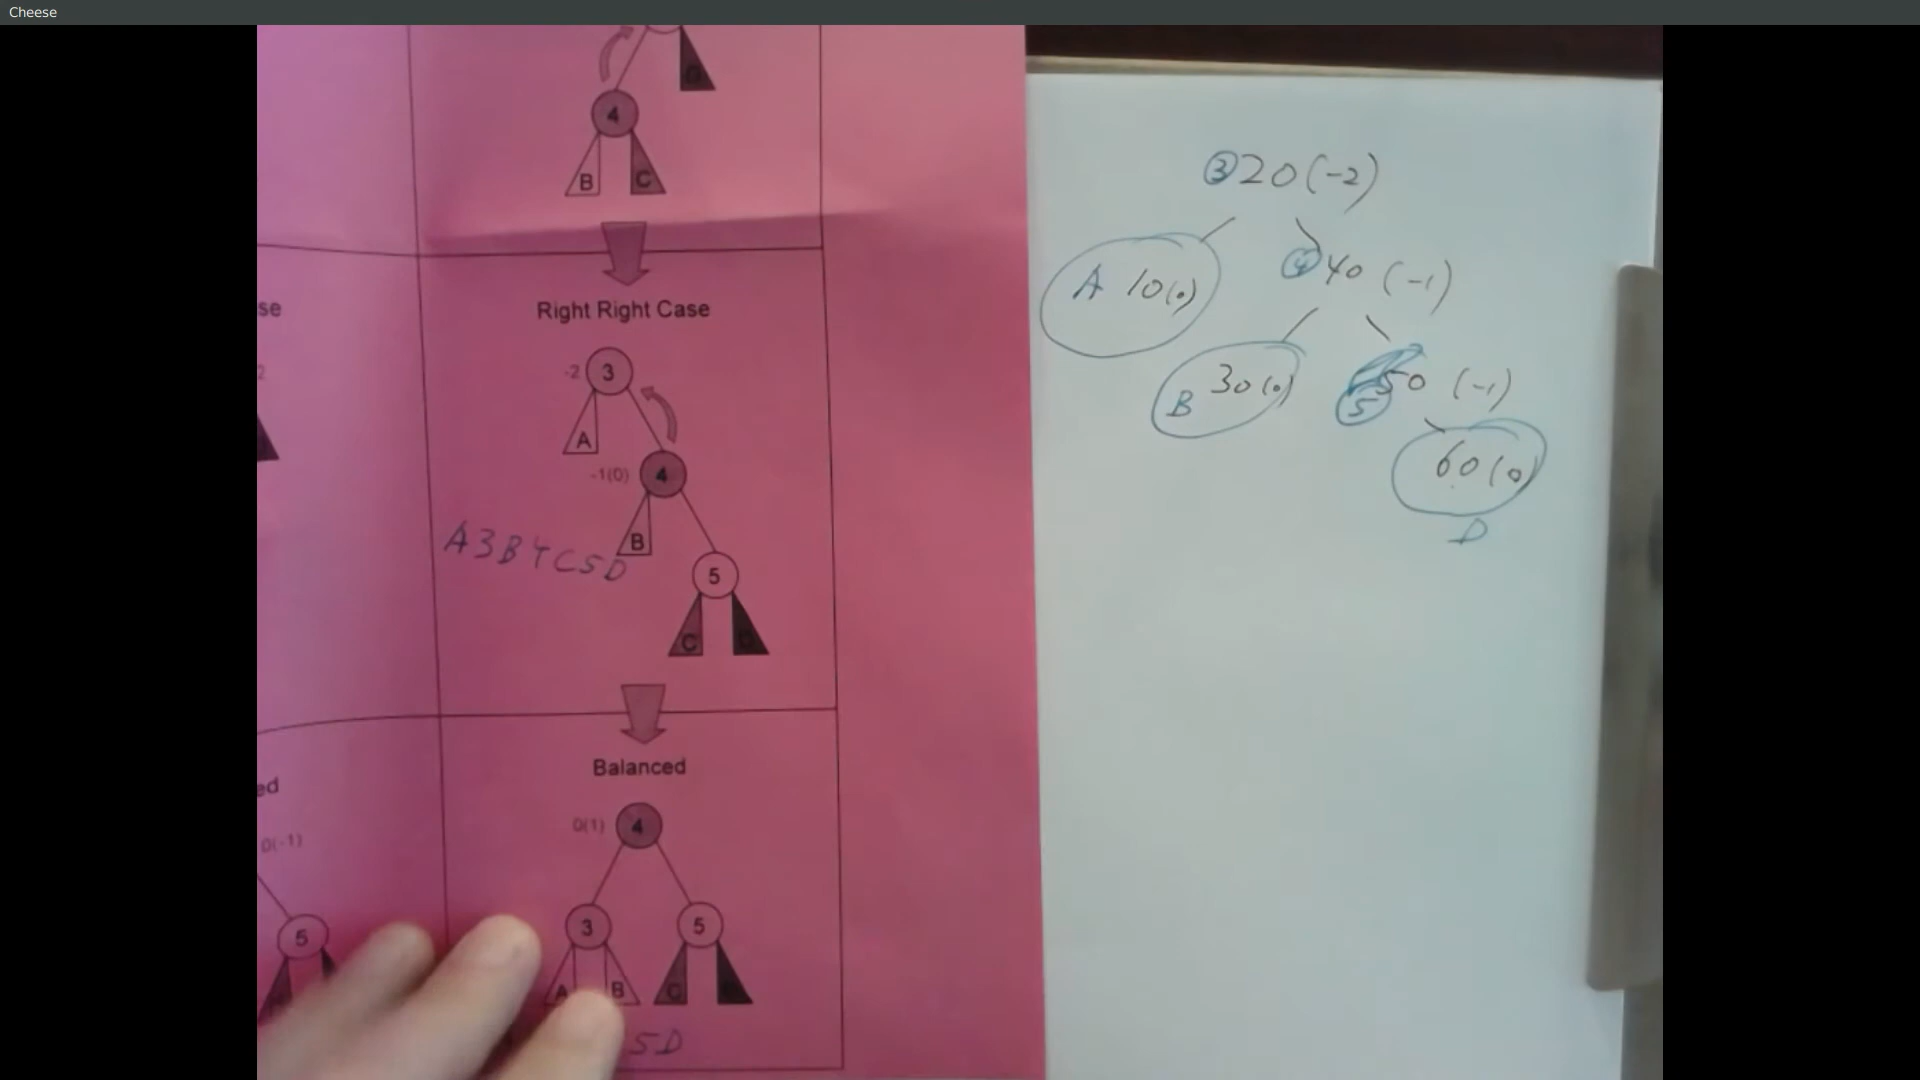 Cheese
4
B C
se
Right Right Case
-2 3
A
-1(0) 4
B
A3B4C5D
5
C
ed
Balanced
0(-1)
0(1) 4
5
3 5
A B C
5D
③ 20 (-2)
A 10(0)
④ 40 (-1)
B 30(0)
5 50 (-1)
60(0)
D